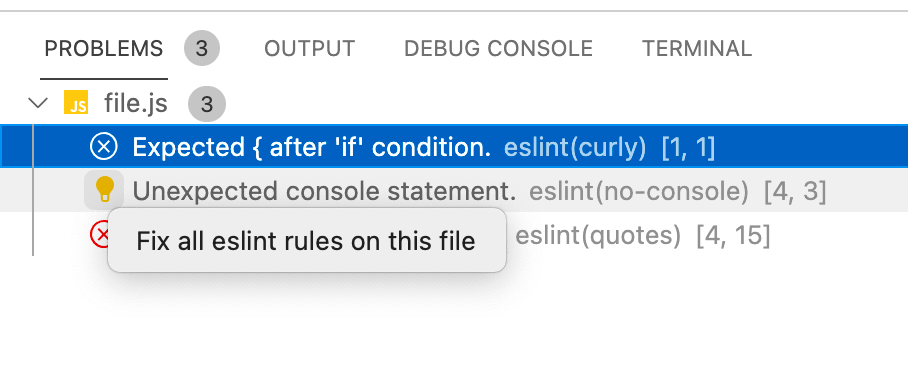 PROBLEMS 3 OUTPUT DEBUG CONSOLE TERMINAL
JS file.js 3
Expected { after 'if' condition. eslint(curly) [1, 1]
Unexpected console statement. eslint(no-console) [4, 3]
Fix all eslint rules on this file
eslint(quotes) [4, 15]